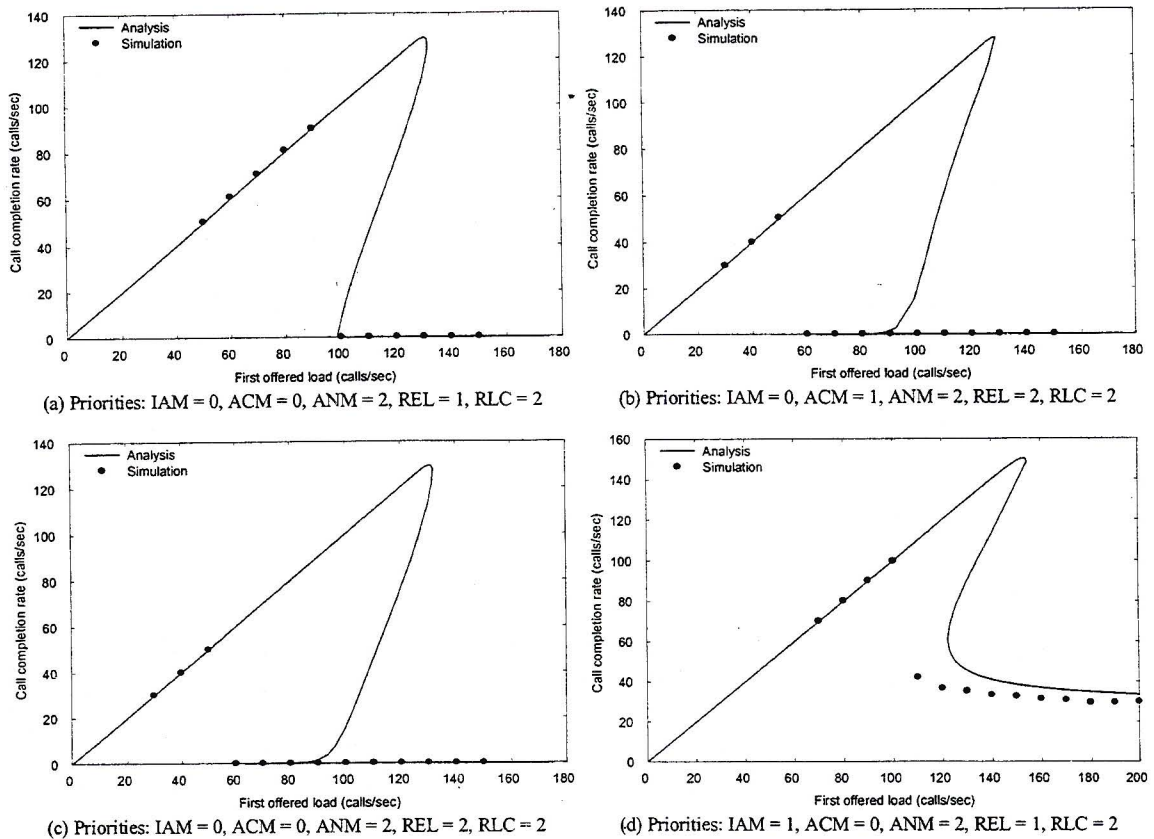 140
120
100
80
60
40
20
0
Call completion rate (calls/sec)
Analysis
Simulation
0 20 40 60 80 100 120 140 160 180
First offered load (calls/sec)
(a) Priorities: IAM = 0, ACM = 0, ANM = 2, REL = 1, RLC = 2
140
120
100
80
60
40
20
0
Call completion rate (calls/sec)
Analysis
Simulation
0 20 40 60 80 100 120 140 160 180
First offered load (calls/sec)
(b) Priorities: IAM = 0, ACM = 1, ANM = 2, REL = 2, RLC = 2
140
120
100
80
60
40
20
0
Call completion rate (calls/sec)
Analysis
Simulation
0 20 40 60 80 100 120 140 160 180
First offered load (calls/sec)
(c) Priorities: IAM = 0, ACM = 0, ANM = 2, REL = 2, RLC = 2
160
140
120
100
80
60
40
20
0
Call completion rate (calls/sec)
Analysis
Simulation
0 20 40 60 80 100 120 140 160 180 200
First offered load (calls/sec)
(d) Priorities: IAM = 1, ACM = 0, ANM = 2, REL = 1, RLC = 2